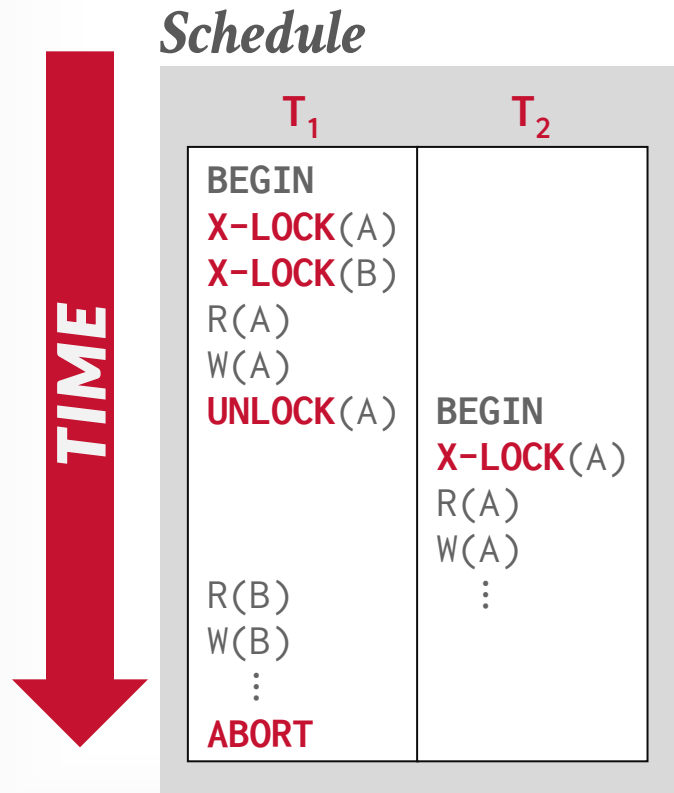 Schedule
TIME
T1 T2
BEGIN
X-LOCK(A)
X-LOCK(B)
R(A)
W(A)
UNLOCK(A) BEGIN
X-LOCK(A)
R(A)
W(A)
R(B) ⋮
W(B)
⋮
ABORT